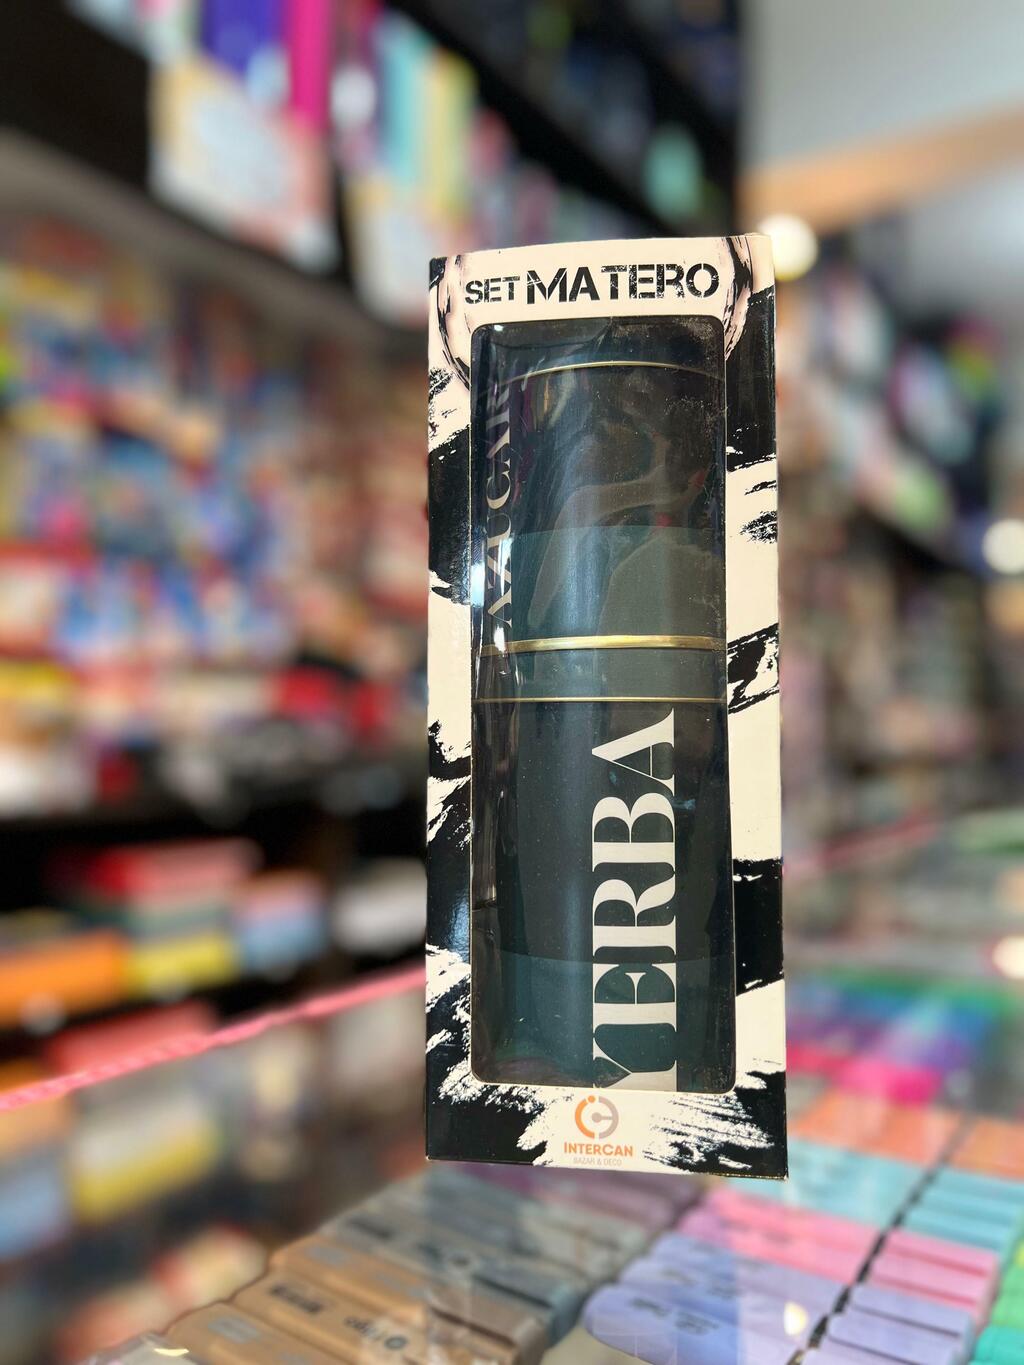 SET MATERO
AZUCAR
YERBA
INTERCAN
BAZAR & DECO